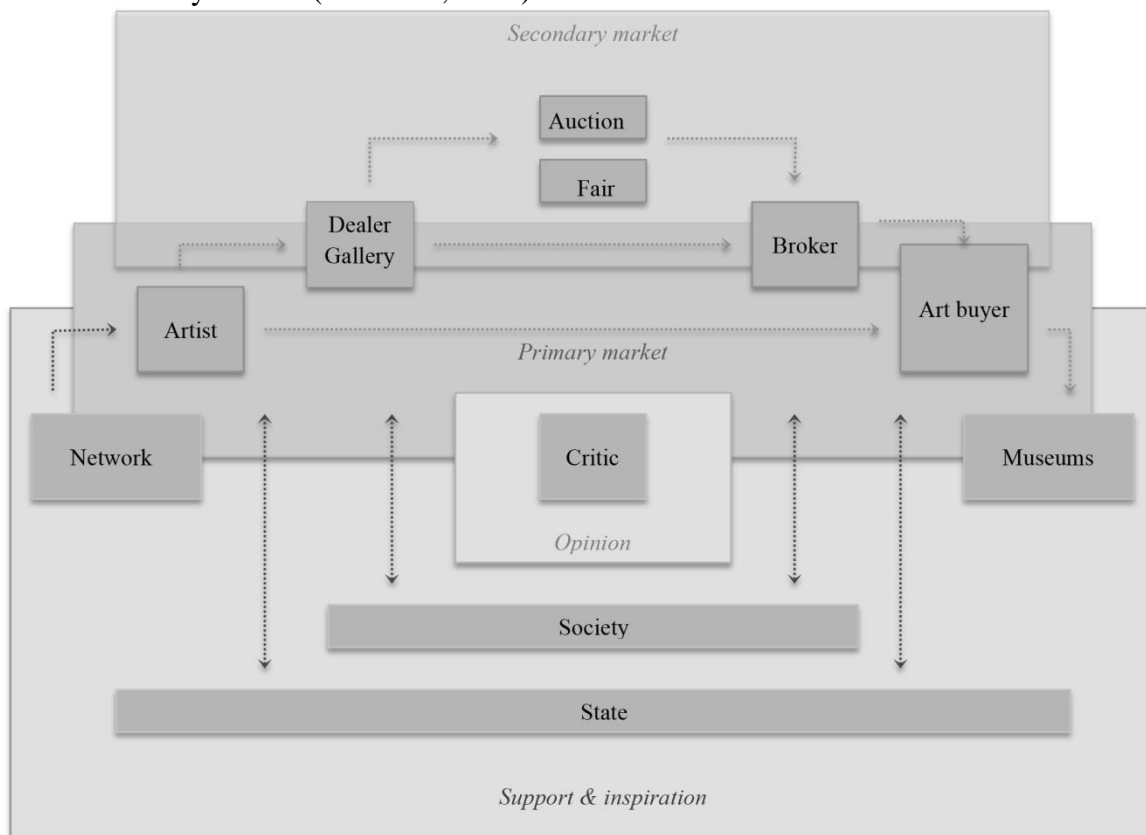 Secondary market
Auction
Fair
Dealer
Gallery
Broker
Artist
Art buyer
Primary market
Network
Critic
Museums
Opinion
Society
State
Support & inspiration